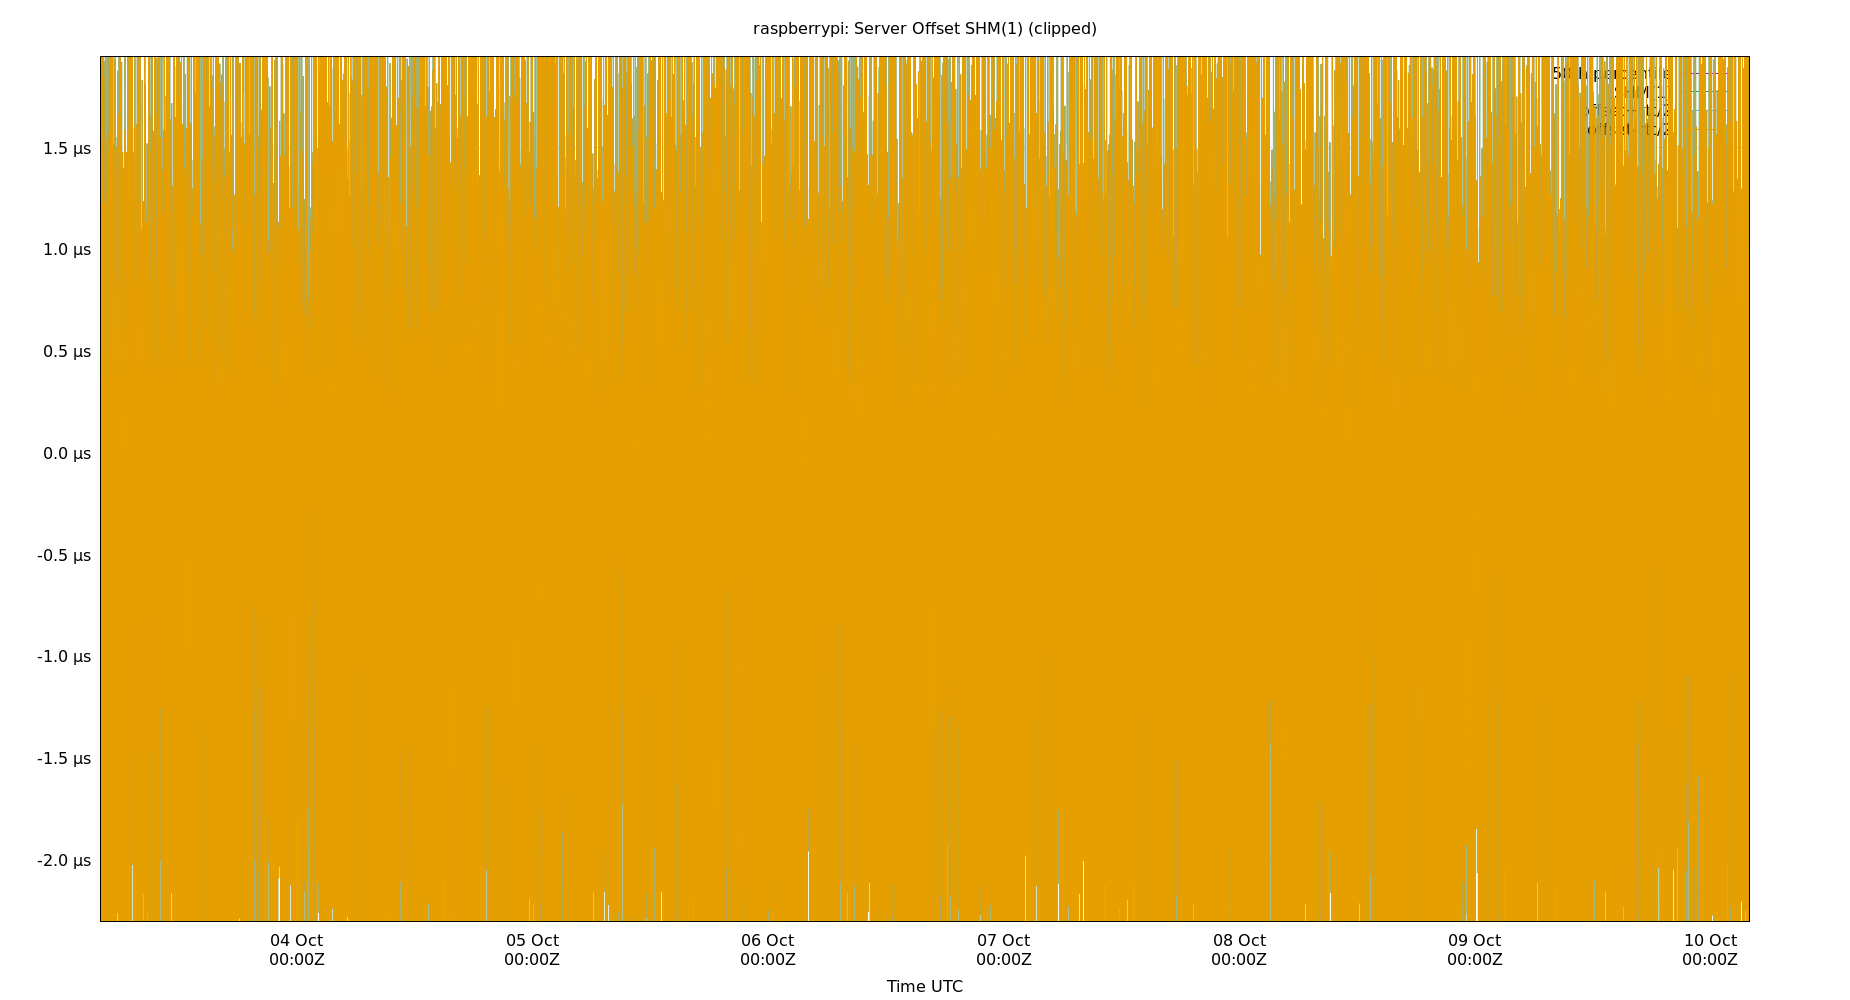 raspberrypi: Server Offset SHM(1) (clipped)
1.5 µs
1.0 µs
0.5 µs
0.0 µs
-0.5 µs
-1.0 µs
-1.5 µs
-2.0 µs
04 Oct 05 Oct 06 Oct 07 Oct 08 Oct 09 Oct 10 Oct
00:00Z 00:00Z 00:00Z 00:00Z 00:00Z 00:00Z 00:00Z
Time UTC